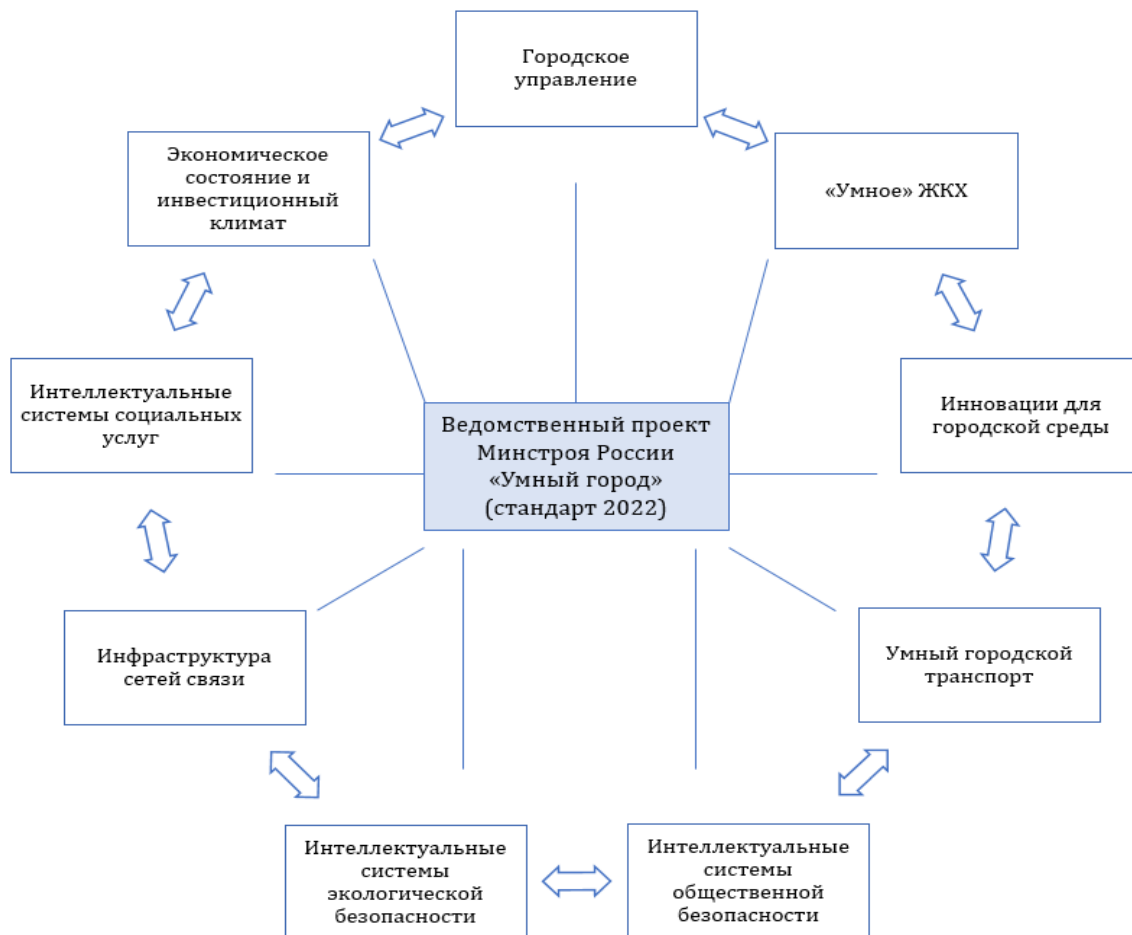 Городское
управление
Экономическое
состояние и
инвестиционный
климат
«Умное» ЖКХ
Интеллектуальные
системы социальных
услуг
Ведомственный проект
Минстроя России
«Умный город»
(стандарт 2022)
Инновации для
городской среды
Инфраструктура
сетей связи
Умный городской
транспорт
Интеллектуальные
системы
экологической
безопасности
Интеллектуальные
системы
общественной
безопасности